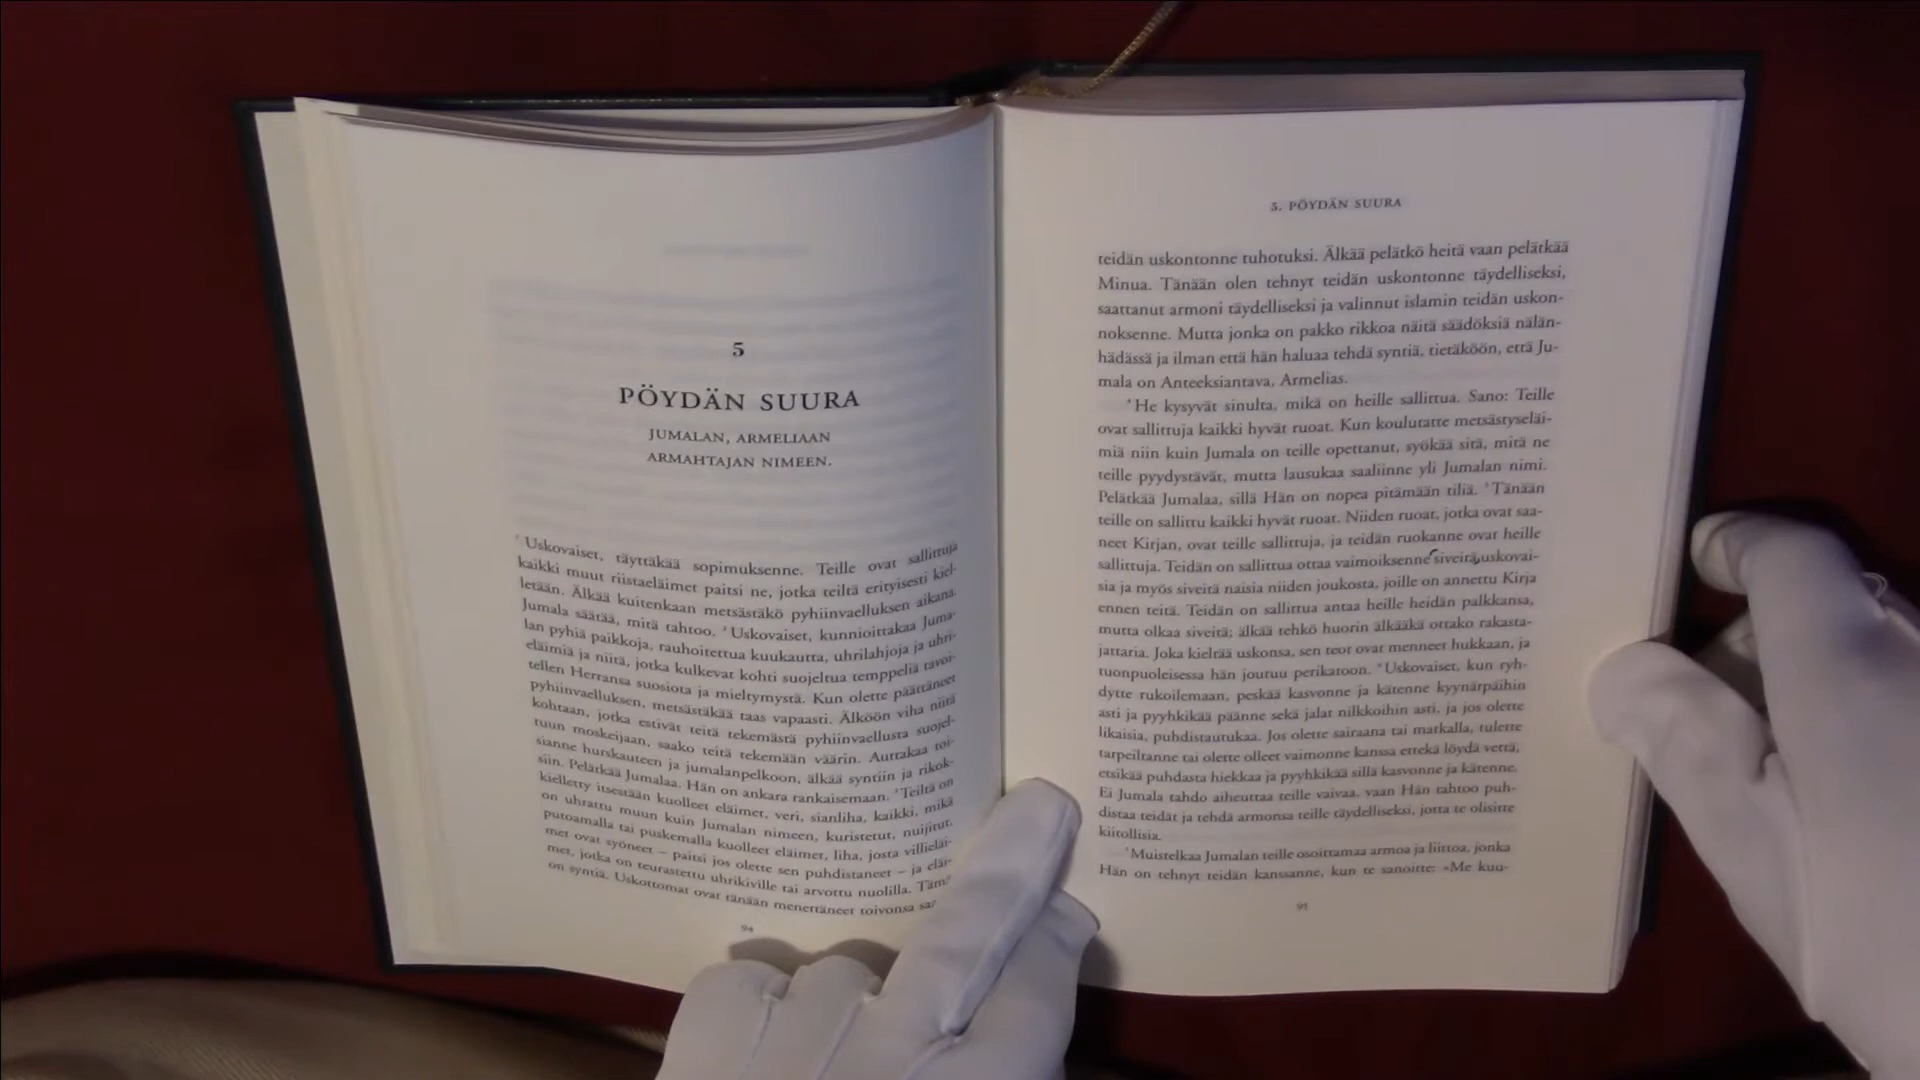 5
PÖYDÄN SUURA
JUMALAN, ARMELIAAN
ARMAHTAJAN NIMEEN.
¹Uskovaiset, täyttäkää sopimuksenne. Teille ovat sallittuja
kaikki muut riistaeläimet paitsi ne, jotka teiltä erityisesti kiel-
letään. Älkää kuitenkaan metsästäkö pyhiinvaelluksen aikana.
Jumala säätää, mitä tahtoo. ²Uskovaiset, kunnioittakaa Juma-
lan pyhiä paikkoja, rauhoitettua kuukautta, uhrilahjoja ja uhri-
eläimiä ja niitä, jotka kulkevat kohti suojeltua temppeliä tavoi-
tellen Herransa suosiota ja mieltymystä. Kun olette päättäneet
pyhiinvaelluksen, metsästäkää taas vapaasti. Älköön viha niitä
kohtaan, jotka estivät teitä tekemästä pyhiinvaellusta suojel-
tuun moskeijaan, saako teitä tekemään väärin. Auttakaa toi-
sianne hurskauteen ja jumalanpelkoon, älkää syntiin ja rikok-
siin. Pelätkää Jumalaa. Hän on ankara rankaisemaan. ³Teiltä on
kielletty itsestään kuolleet eläimet, veri, sianliha, kaikki, mikä
on uhrattu muun kuin Jumalan nimeen, kuristetut, nuijitut,
putoamalla tai puskemalla kuolleet eläimet, liha, josta villieläi-
met ovat syöneet – paitsi jos olette sen puhdistaneet – ja eläi-
met, jotka on teurastettu uhrikiville tai arvottu nuolilla. Tämä
on syntiä. Uskottomat ovat tänään menettäneet toivonsa
94
5. PÖYDÄN SUURA
teidän uskontonne tuhotuksi. Älkää pelätkö heitä vaan pelätkää
Minua. Tänään olen tehnyt teidän uskontonne täydelliseksi,
saattanut armoni täydelliseksi ja valinnut islamin teidän uskon-
noksenne. Mutta jonka on pakko rikkoa näitä säädöksiä nälän-
hädässä ja ilman että hän haluaa tehdä syntiä, tietäköön, että Ju-
mala on Anteeksiantava, Armelias.
⁴He kysyvät sinulta, mikä on heille sallittua. Sano: Teille
ovat sallittuja kaikki hyvät ruoat. Kun koulutatte metsästyseläi-
miä niin kuin Jumala on teille opettanut, syökää sitä, mitä ne
teille pyydystävät, mutta lausukaa saaliinne yli Jumalan nimi.
Pelätkää Jumalaa, sillä Hän on nopea pitämään tiliä. ⁵Tänään
teille on sallittu kaikki hyvät ruoat. Niiden ruoat, jotka ovat saa-
neet Kirjan, ovat teille sallittuja, ja teidän ruokanne ovat heille
sallittuja. Teidän on sallittua ottaa vaimoiksenne siveitä uskovai-
sia ja myös siveitä naisia niiden joukosta, joille on annettu Kirja
ennen teitä. Teidän on sallittua antaa heille heidän palkkansa,
mutta olkaa siveitä; älkää tehkö huorin älkääkä ottako rakasta-
jattaria. Joka kieltää uskonsa, sen teot ovat menneet hukkaan, ja
tuonpuoleisessa hän joutuu perikatoon. ⁶Uskovaiset, kun ryh-
dytte rukoilemaan, peskää kasvonne ja kätenne kyynärpäihin
asti ja pyyhkikää päänne sekä jalat nilkkoihin asti, ja jos olette
likaisia, puhdistautukaa. Jos olette sairaana tai matkalla, tulette
tarpeiltanne tai olette olleet vaimonne kanssa ettekä löydä vettä,
etsikää puhdasta hiekkaa ja pyyhkikää sillä kasvonne ja kätenne.
Ei Jumala tahdo aiheuttaa teille vaivaa, vaan Hän tahtoo puh-
distaa teidät ja tehdä armonsa teille täydelliseksi, jotta te olisitte
kiitollisia.
⁷Muistelkaa Jumalan teille osoittamaa armoa ja liittoa, jonka
Hän on tehnyt teidän kanssanne, kun te sanoitte: »Me kuu-
95